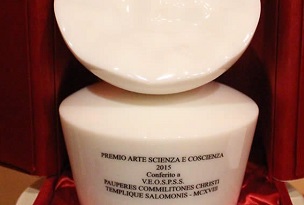 PREMIO ARTE SCIENZA E COSCIENZA
2015
Conferito a
V.E.O.S.P.S.S.
PAUPERES COMMILITONES CHRISTI
TEMPLIQUE SALOMONIS - MCXVIII